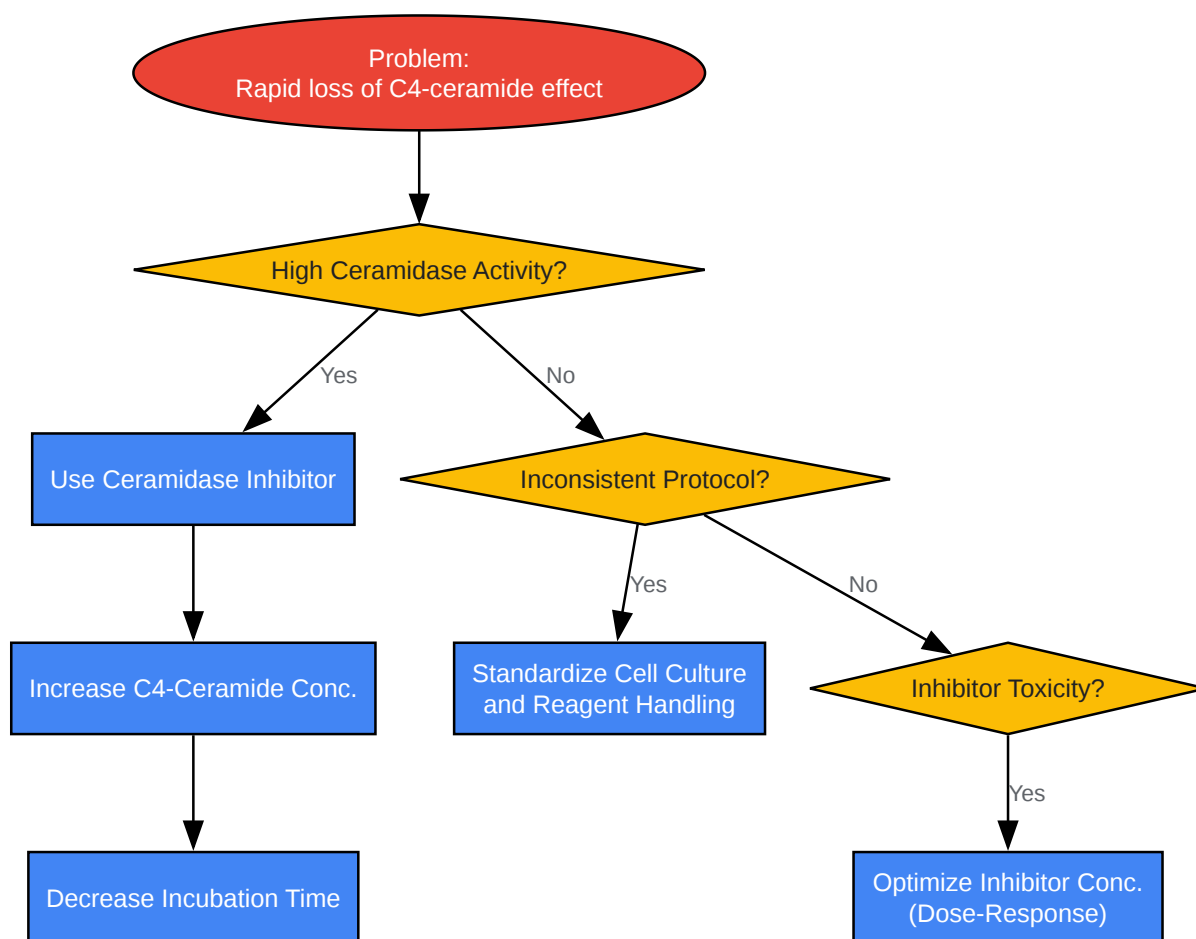 Problem:
Rapid loss of C4-ceramide effect
High Ceramidase Activity?
Yes
No
Use Ceramidase Inhibitor
Inconsistent Protocol?
Yes
No
Increase C4-Ceramide Conc.
Standardize Cell Culture
and Reagent Handling
Inhibitor Toxicity?
Yes
Decrease Incubation Time
Optimize Inhibitor Conc.
(Dose-Response)